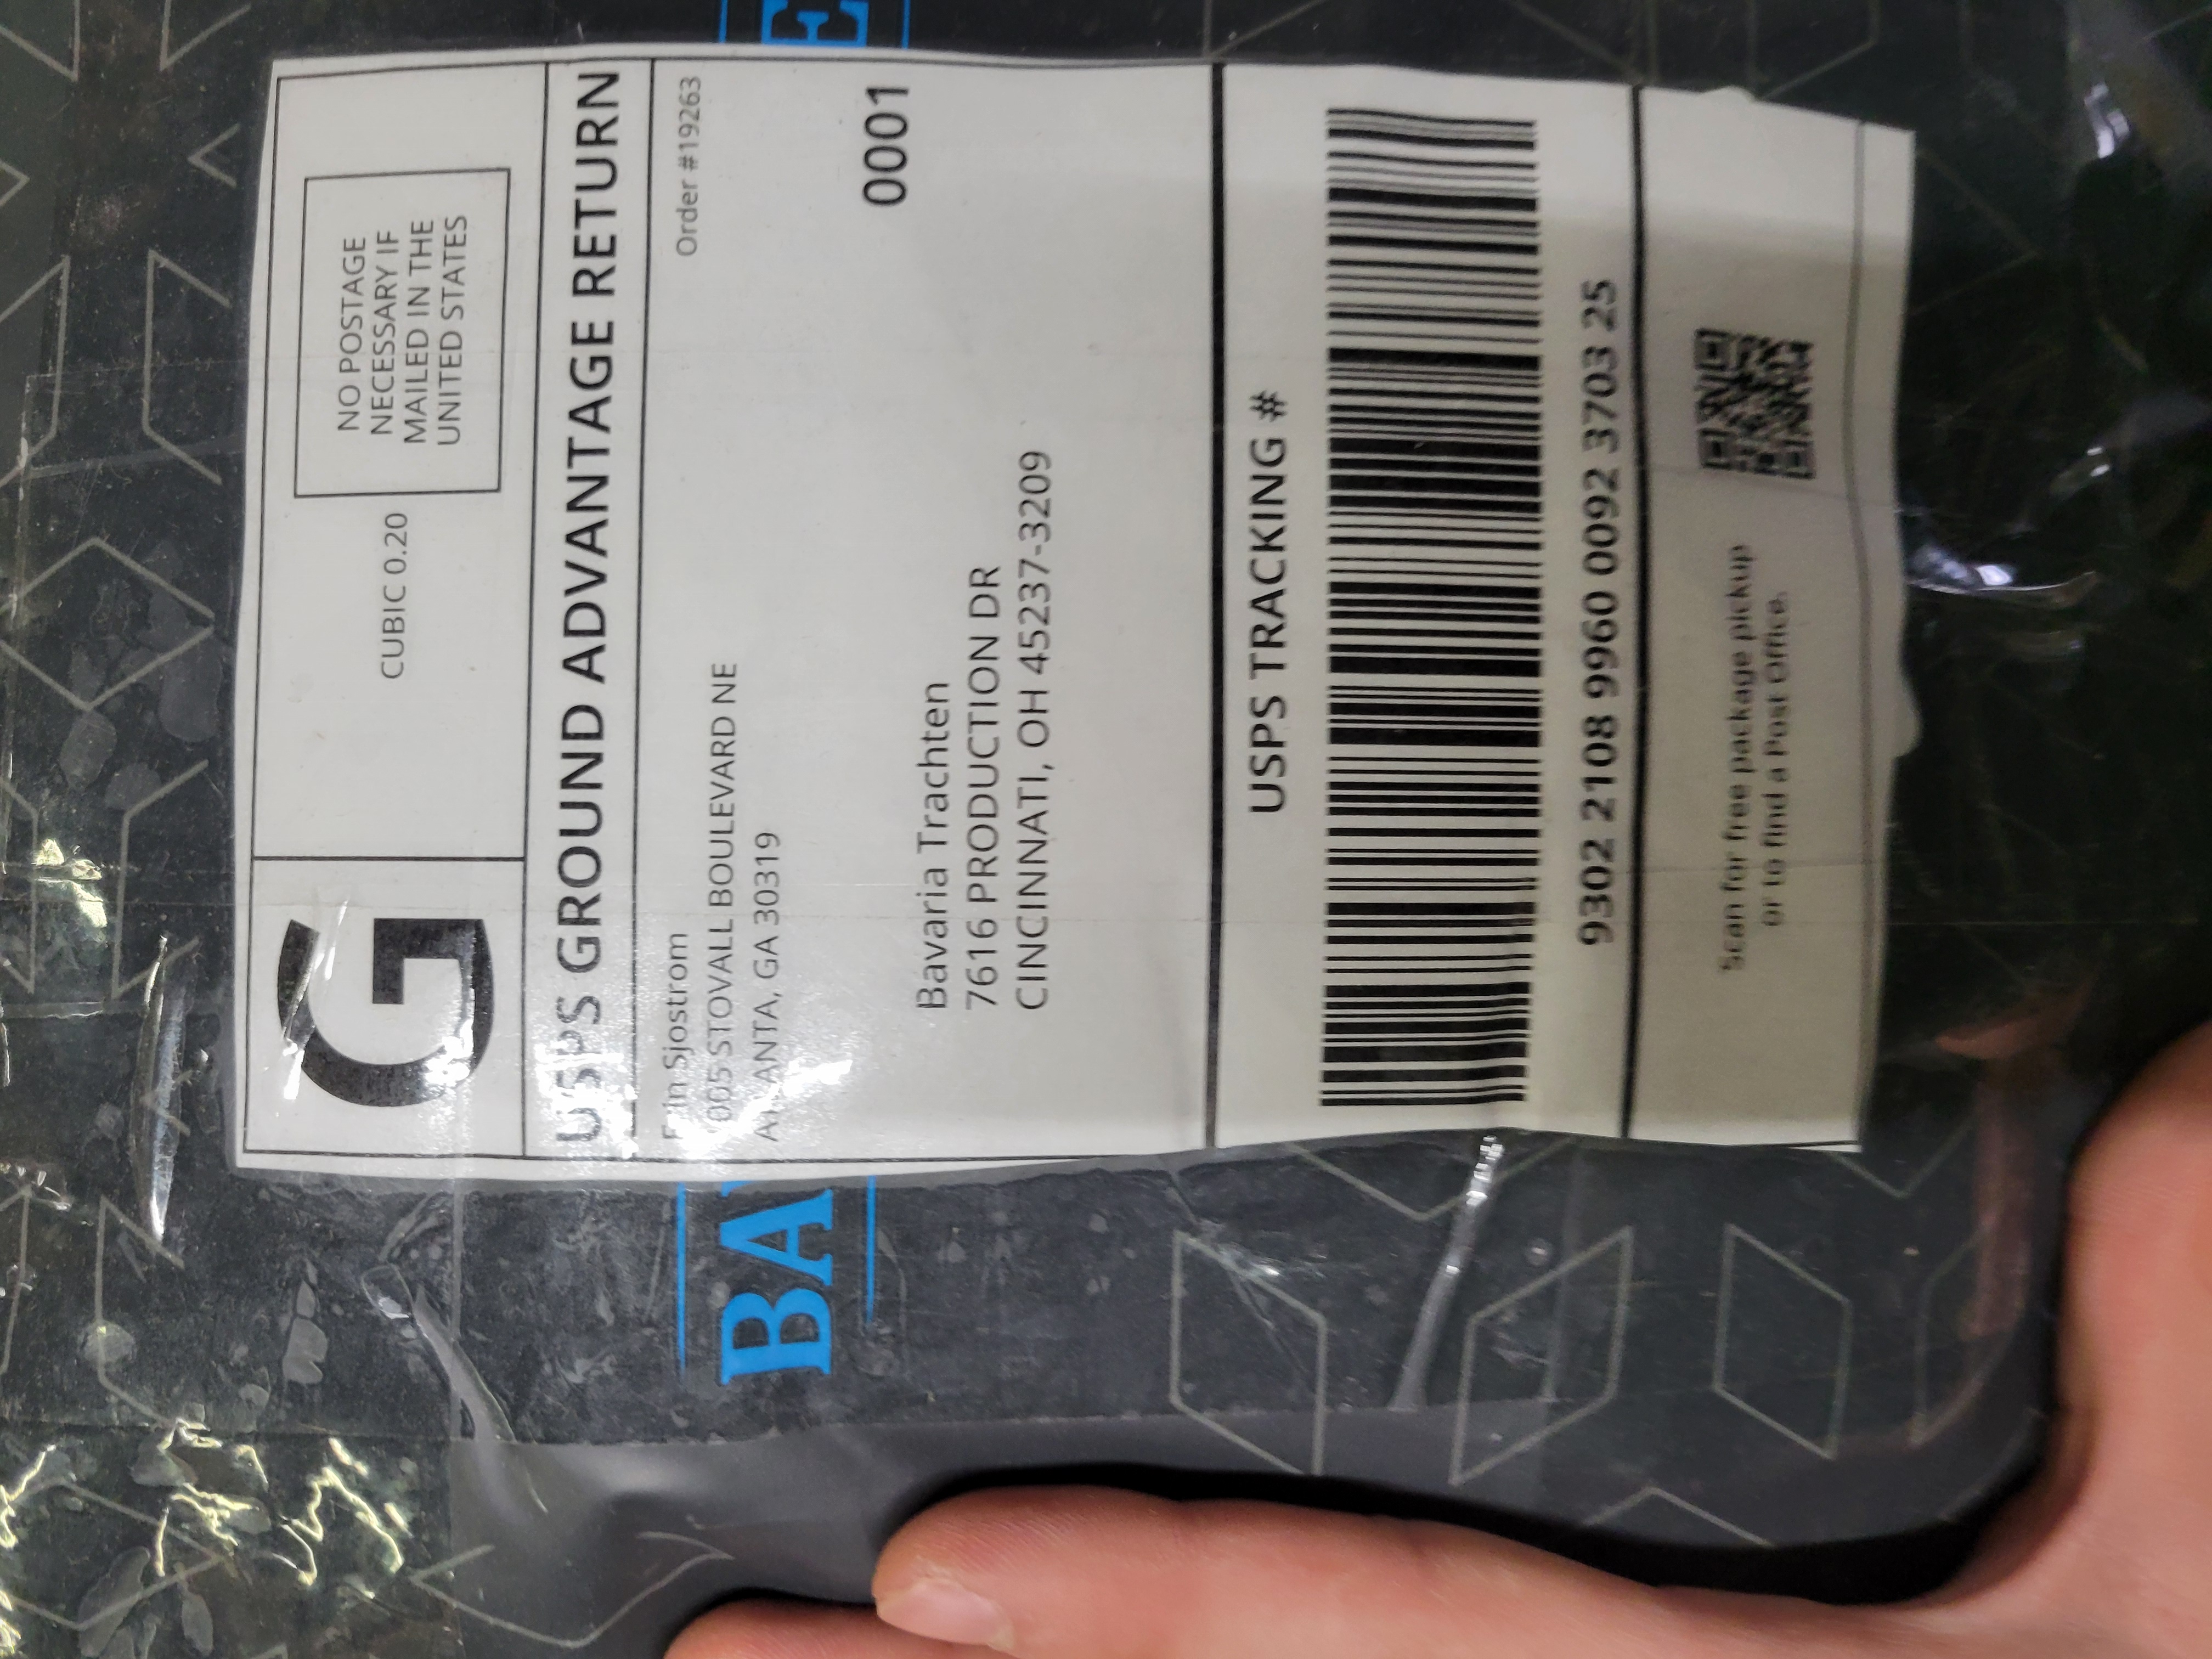 G
CUBIC 0.20
NO POSTAGE
NECESSARY IF
MAILED IN THE
UNITED STATES
USPS GROUND ADVANTAGE RETURN
Sjostrom
Order #19263
STOVALL BOULEVARD NE
ATLANTA, GA 30319
0001
Bavaria Trachten
7616 PRODUCTION DR
CINCINNATI, OH 45237-3209
USPS TRACKING #
9302 2108 9960 0092 3703 25
Scan for free package pickup
or to find a Post Office.